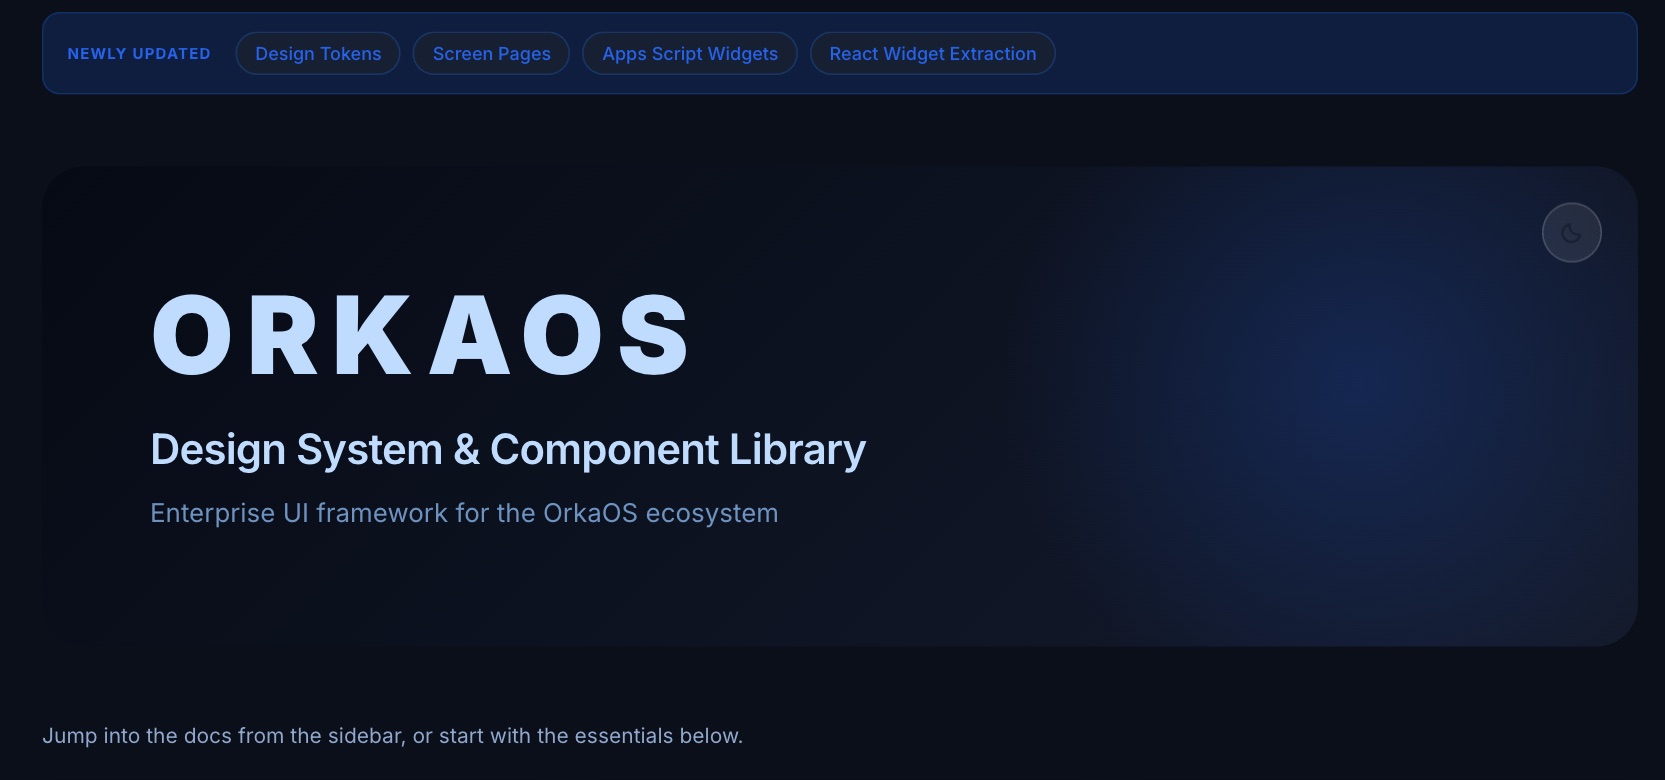 NEWLY UPDATED Design Tokens Screen Pages Apps Script Widgets React Widget Extraction
ORKAOS
Design System & Component Library
Enterprise UI framework for the OrkaOS ecosystem
Jump into the docs from the sidebar, or start with the essentials below.